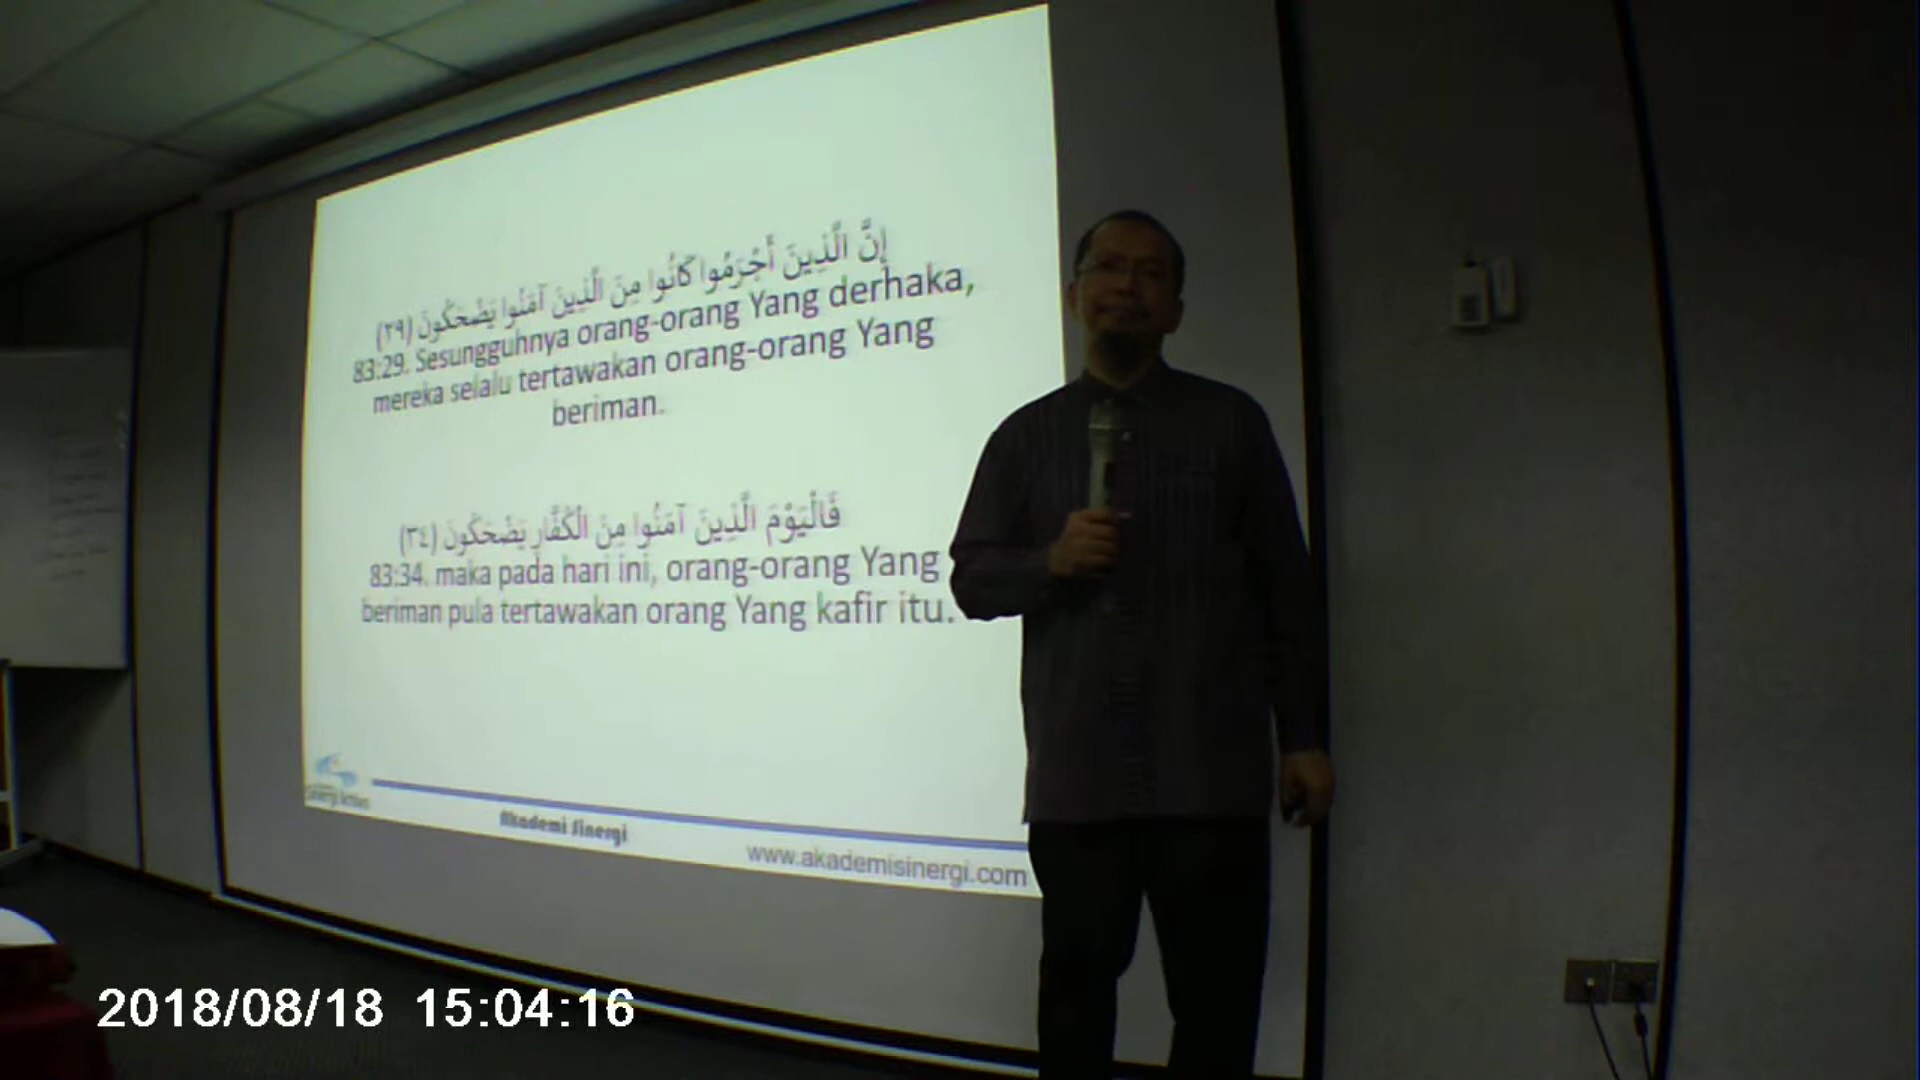 إِنَّ الَّذِينَ أَجْرَمُوا كَانُوا مِنَ الَّذِينَ آمَنُوا يَضْحَكُونَ (٢٩)
83:29. Sesungguhnya orang-orang Yang derhaka,
mereka selalu tertawakan orang-orang Yang
beriman.
فَالْيَوْمَ الَّذِينَ آمَنُوا مِنَ الْكُفَّارِ يَضْحَكُونَ (٣٤)
83:34. maka pada hari ini, orang-orang Yang
beriman pula tertawakan orang Yang kafir itu.
Akademi Sinergi
www.akademisinergi.com
2018/08/18 15:04:16